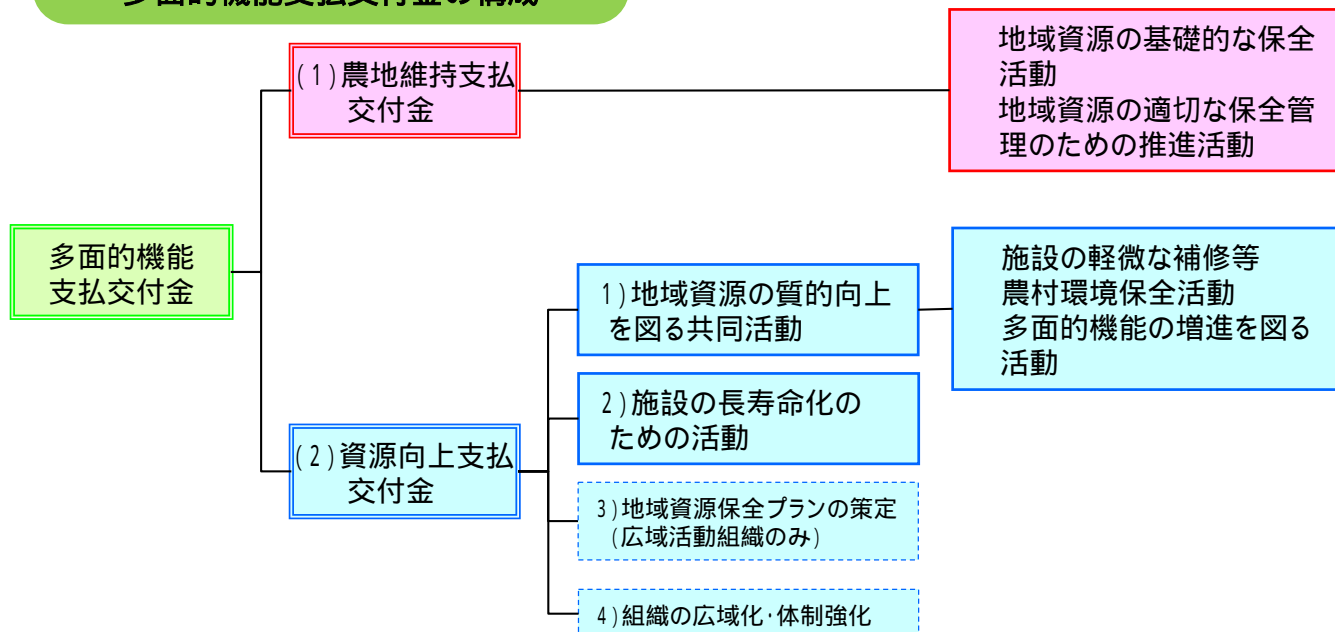 多面的機能支払交付金の構成
(1)農地維持支払
交付金
地域資源の基礎的な保全
活動
地域資源の適切な保全管
理のための推進活動
多面的機能
支払交付金
(2)資源向上支払
交付金
1)地域資源の質的向上
を図る共同活動
施設の軽微な補修等
農村環境保全活動
多面的機能の増進を図る
活動
2)施設の長寿命化の
ための活動
3)地域資源保全プランの策定
(広域活動組織のみ)
4)組織の広域化・体制強化